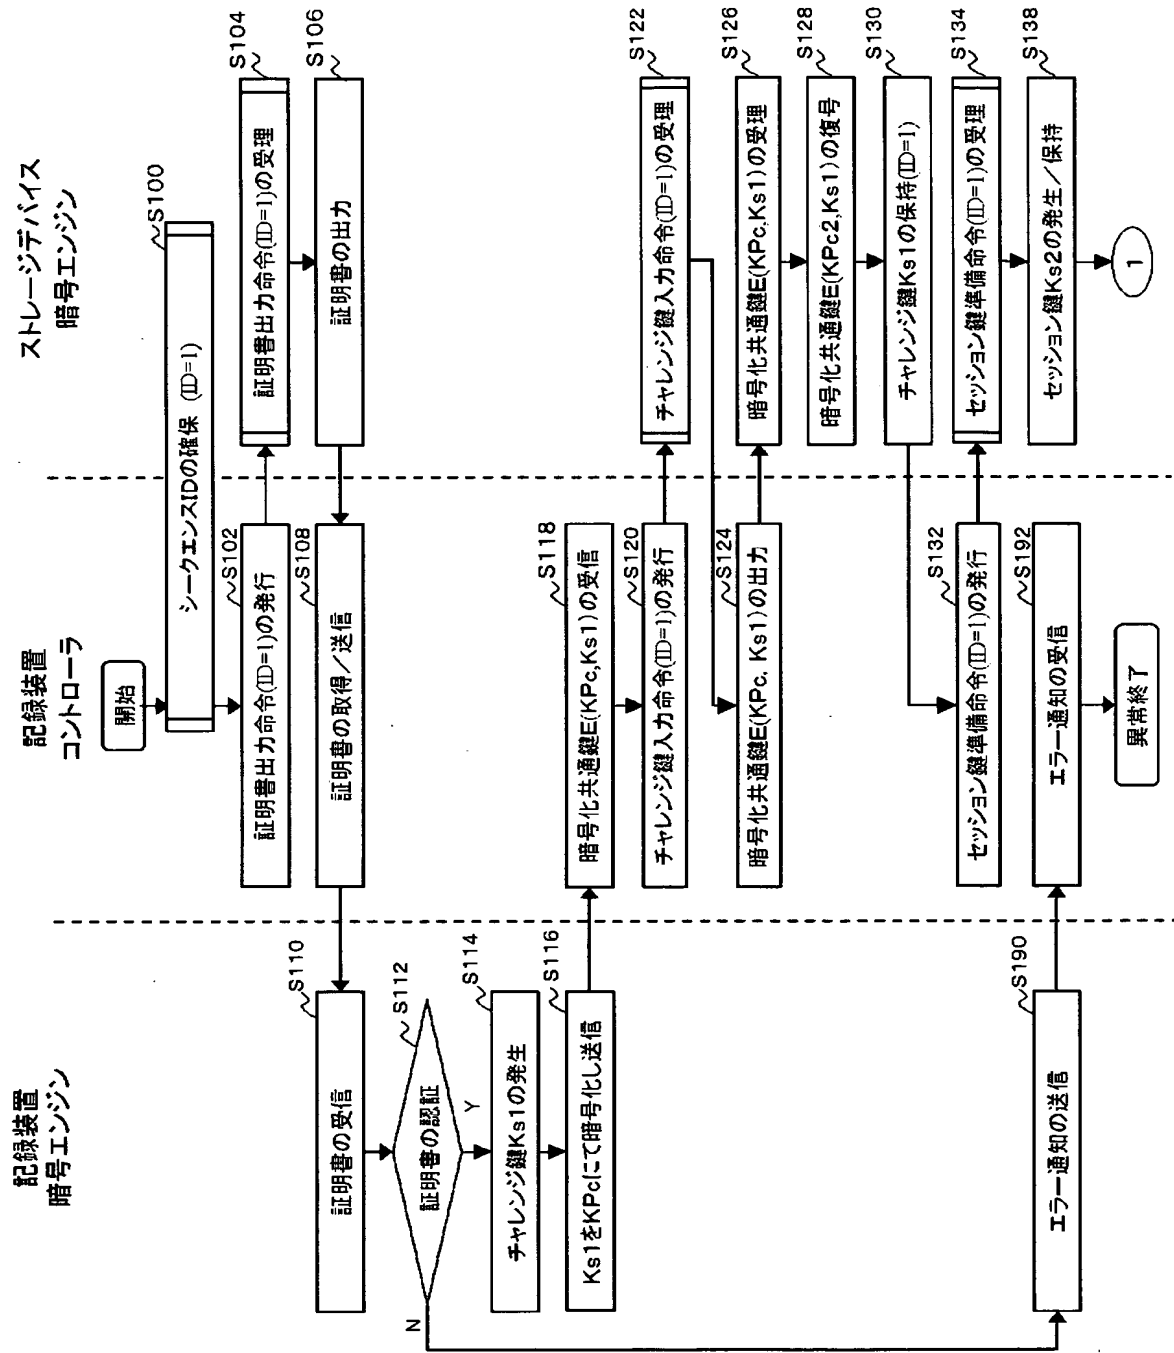 記録装置
暗号エンジン
記録装置
コントローラ
ストレージデバイス
暗号エンジン
開始
S100
シークエンスIDの確保 (ID=1)
S102
証明書出力命令(ID=1)の発行
S104
証明書出力命令(ID=1)の受理
S106
証明書の出力
S108
証明書の取得/送信
S110
証明書の受信
S112
証明書の認証
Y
N
S114
チャレンジ鍵Ks1の発生
S116
Ks1をKPcにて暗号化し送信
S118
暗号化共通鍵E(KPc,Ks1)の受信
S120
チャレンジ鍵入力命令(ID=1)の発行
S122
チャレンジ鍵入力命令(ID=1)の受理
S124
暗号化共通鍵E(KPc, Ks1)の出力
S126
暗号化共通鍵E(KPc,Ks1)の受理
S128
暗号化共通鍵E(KPc2,Ks1)の復号
S130
チャレンジ鍵Ks1の保持(ID=1)
S132
セッション鍵準備命令(ID=1)の発行
S134
セッション鍵準備命令(ID=1)の受理
S138
セッション鍵Ks2の発生/保持
1
S190
エラー通知の送信
S192
エラー通知の受信
異常終了